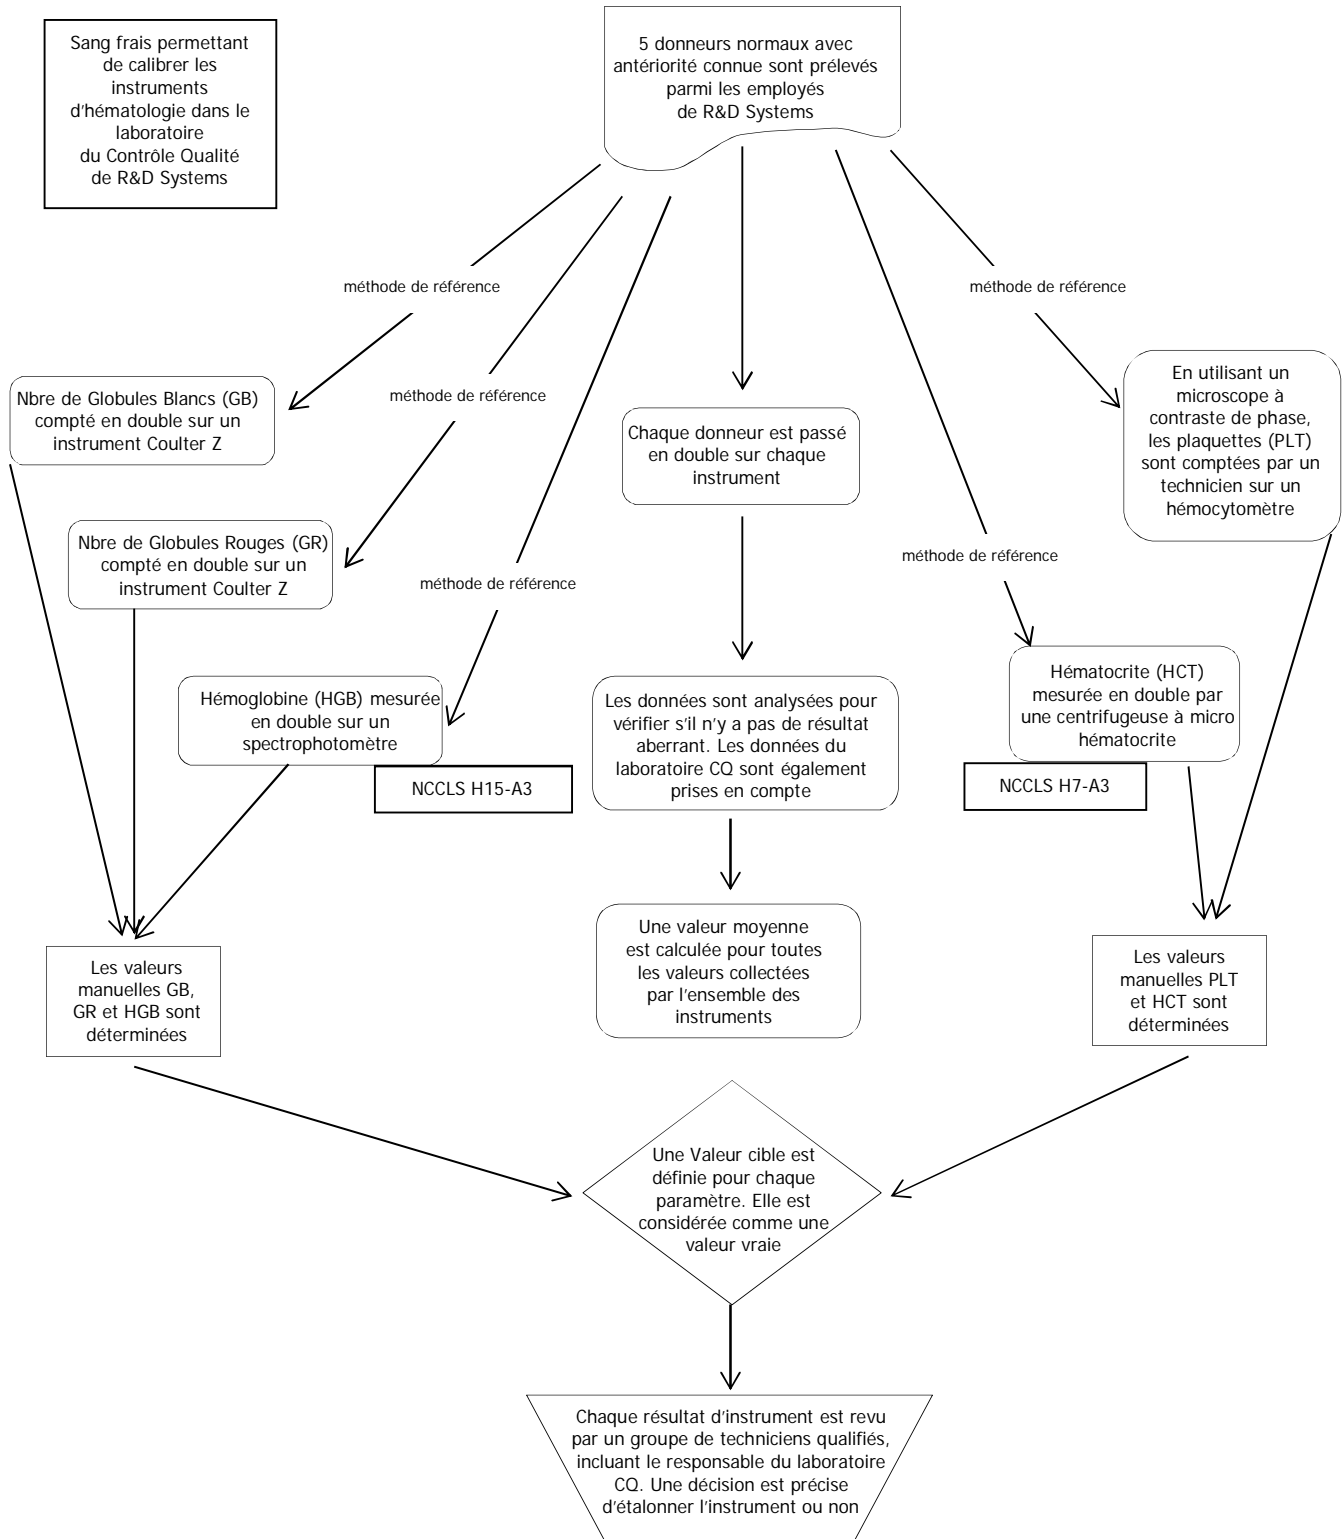 Sang frais permettant
de calibrer les
instruments
d'hématologie dans le
laboratoire
du Contrôle Qualité
de R&D Systems
5 donneurs normaux avec
antériorité connue sont prélevés
parmi les employés
de R&D Systems
méthode de référence
méthode de référence
méthode de référence
méthode de référence
méthode de référence
Nbre de Globules Blancs (GB)
compté en double sur un
instrument Coulter Z
Nbre de Globules Rouges (GR)
compté en double sur un
instrument Coulter Z
Hémoglobine (HGB) mesurée
en double sur un
spectrophotomètre
NCCLS H15-A3
Chaque donneur est passé
en double sur chaque
instrument
Les données sont analysées pour
vérifier s'il n'y a pas de résultat
aberrant. Les données du
laboratoire CQ sont également
prises en compte
Une valeur moyenne
est calculée pour toutes
les valeurs collectées
par l'ensemble des
instruments
En utilisant un
microscope à
contraste de phase,
les plaquettes (PLT)
sont comptées par un
technicien sur un
hémocytomètre
Hématocrite (HCT)
mesurée en double par
une centrifugeuse à micro
hématocrite
NCCLS H7-A3
Les valeurs
manuelles GB,
GR et HGB sont
déterminées
Les valeurs
manuelles PLT
et HCT sont
déterminées
Une Valeur cible est
définie pour chaque
paramètre. Elle est
considérée comme une
valeur vraie
Chaque résultat d'instrument est revu
par un groupe de techniciens qualifiés,
incluant le responsable du laboratoire
CQ. Une décision est précise
d'étalonner l'instrument ou non